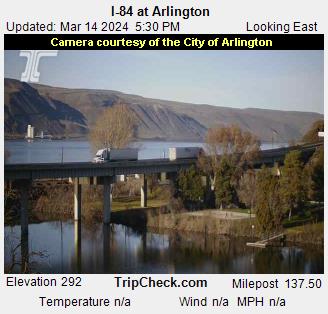 I-84 at Arlington
Updated: Mar 14 2024 5:30 PM Looking East
Camera courtesy of the City of Arlington
Elevation 292 TripCheck.com Milepost 137.50
Temperature n/a Wind n/a MPH n/a